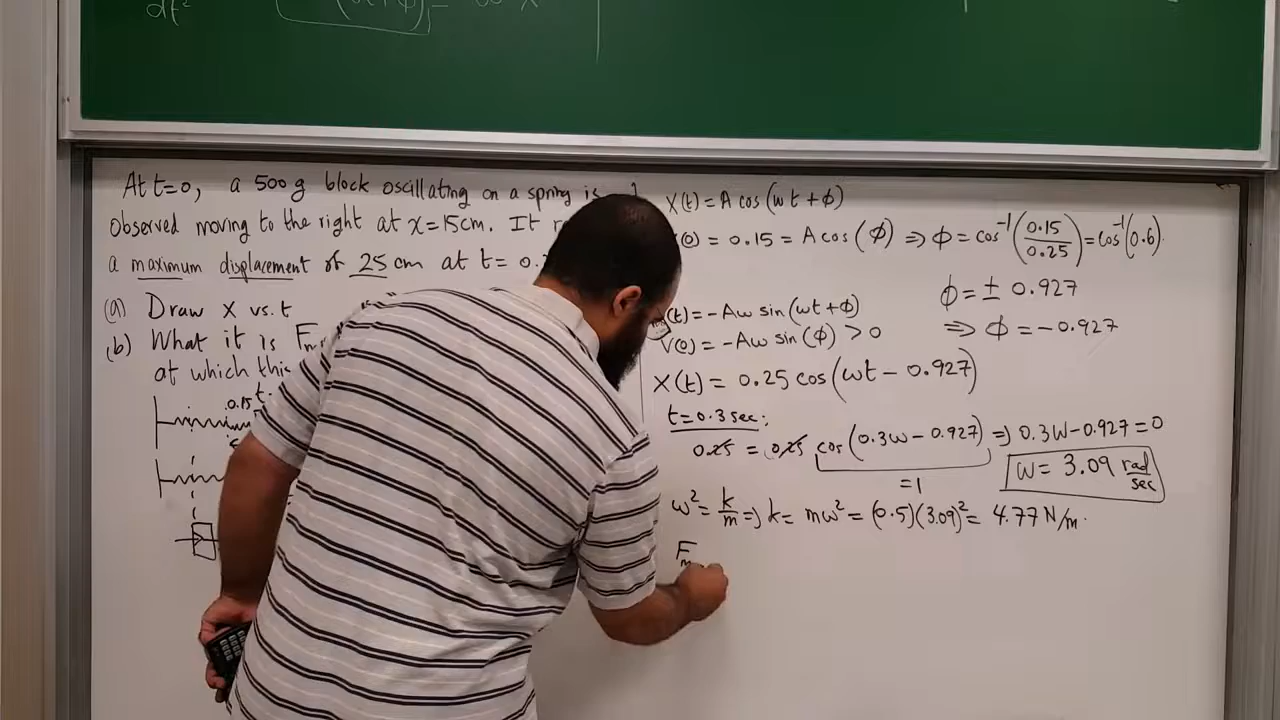 At t=0, a 500 g block oscillating on a spring is
observed moving to the right at x=15cm. It
a maximum displacement of 25 cm at t= 0.
(a) Draw X vs. t
(b) What it is
at which this
0.15
X(t) = A cos(ωt+φ)
(0) = 0.15 = A cos(φ) ⇒ φ = cos⁻¹(0.15/0.25) = cos⁻¹(0.6).
φ = ± 0.927
⇒ φ = -0.927
(t) = -Aω sin(ωt+φ)
V(0) = -Aω sin(φ) > 0
X(t) = 0.25 cos(ωt - 0.927)
t = 0.3 sec:
0.25 = 0.25 cos(0.3ω - 0.927) ⇒ 0.3ω - 0.927 = 0
=1
ω = 3.09 rad/sec
ω² = k/m ⇒ k = mω² = (0.5)(3.09)² = 4.77 N/m.
F